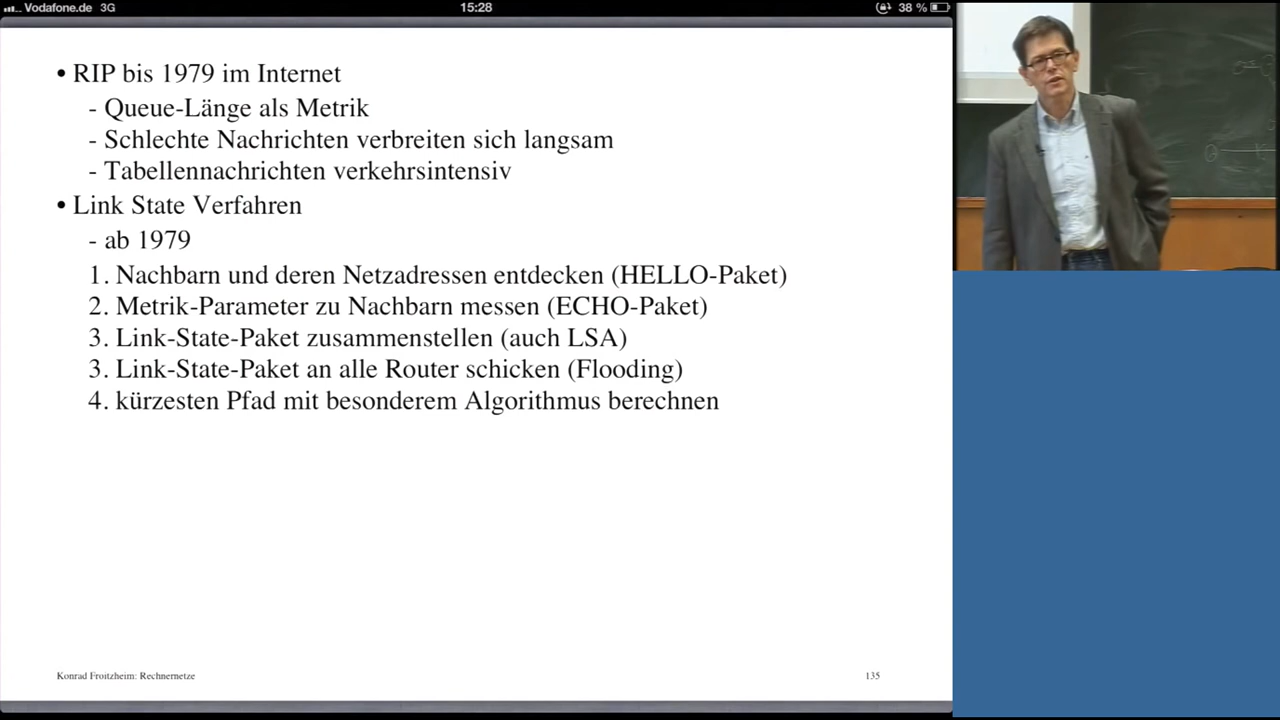 Vodafone.de 3G 15:28 38 %
• RIP bis 1979 im Internet
- Queue-Länge als Metrik
- Schlechte Nachrichten verbreiten sich langsam
- Tabellennachrichten verkehrsintensiv
• Link State Verfahren
- ab 1979
1. Nachbarn und deren Netzadressen entdecken (HELLO-Paket)
2. Metrik-Parameter zu Nachbarn messen (ECHO-Paket)
3. Link-State-Paket zusammenstellen (auch LSA)
3. Link-State-Paket an alle Router schicken (Flooding)
4. kürzesten Pfad mit besonderem Algorithmus berechnen
Konrad Froitzheim: Rechnernetze 135